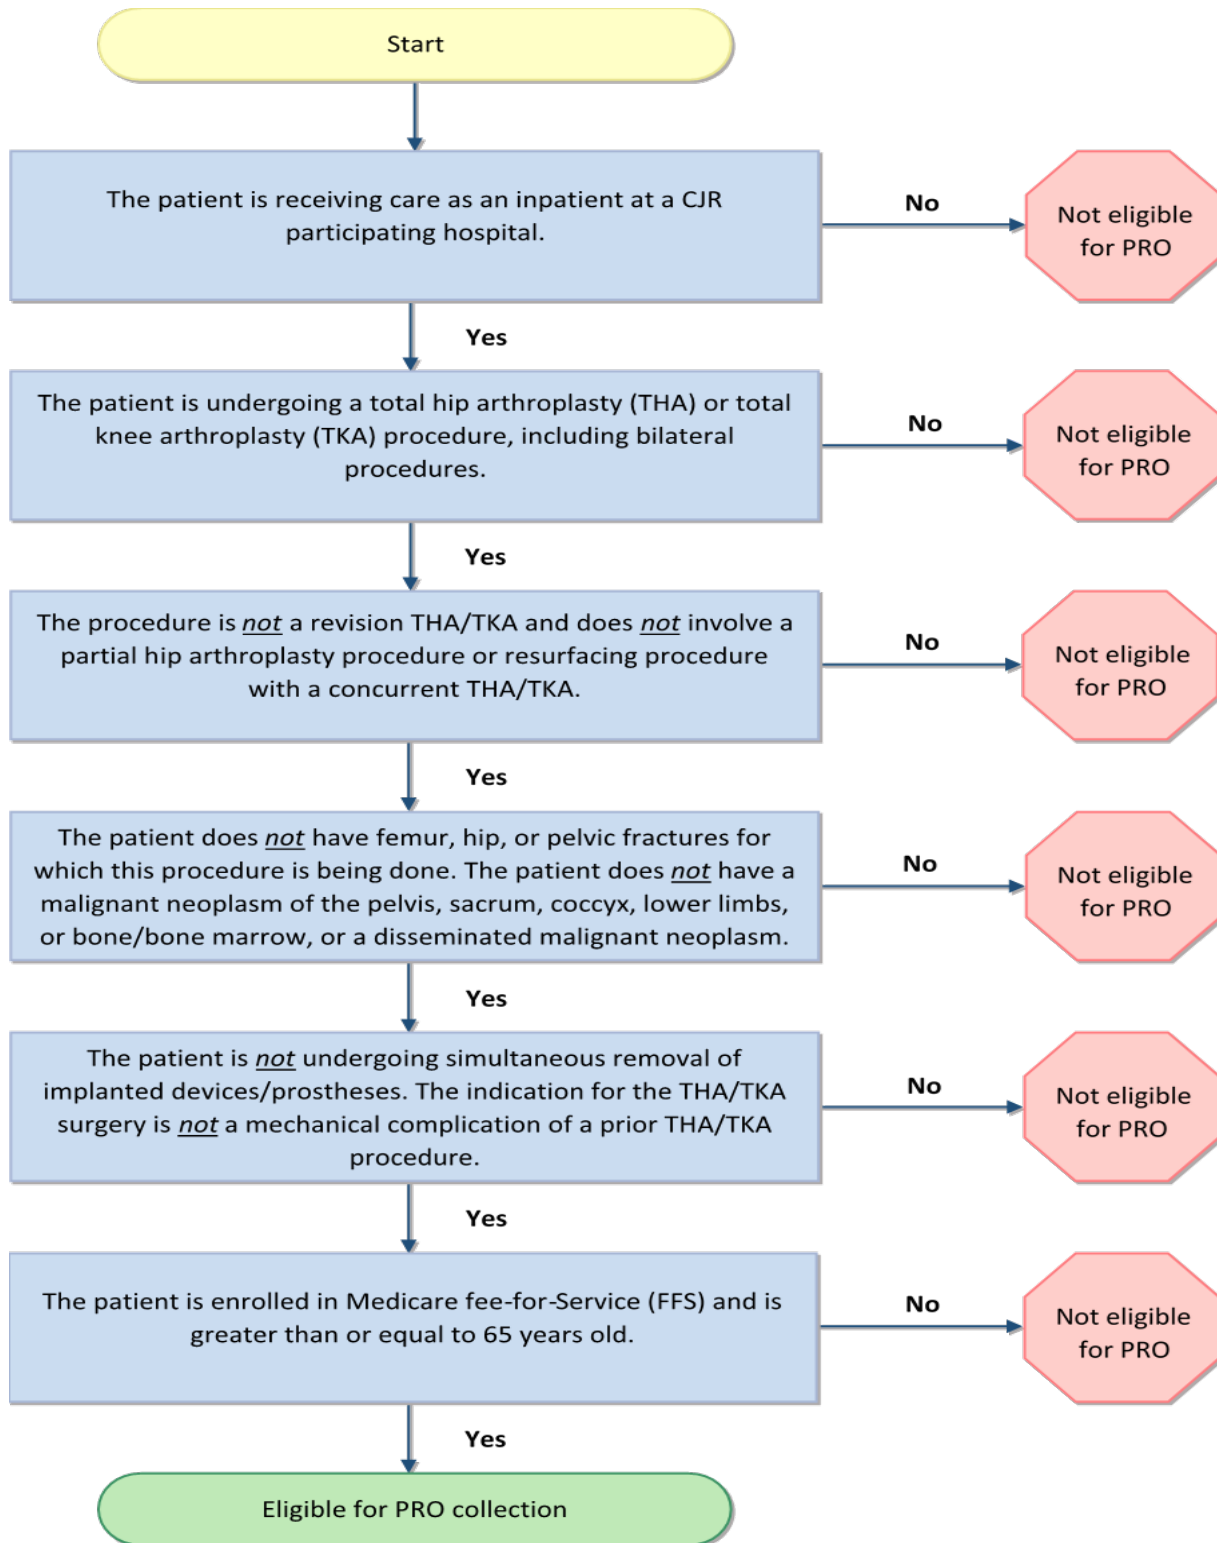 Start
The patient is receiving care as an inpatient at a CJR
participating hospital.
No
Not eligible
for PRO
Yes
The patient is undergoing a total hip arthroplasty (THA) or total
knee arthroplasty (TKA) procedure, including bilateral
procedures.
No
Not eligible
for PRO
Yes
The procedure is not a revision THA/TKA and does not involve a
partial hip arthroplasty procedure or resurfacing procedure
with a concurrent THA/TKA.
No
Not eligible
for PRO
Yes
The patient does not have femur, hip, or pelvic fractures for
which this procedure is being done. The patient does not have a
malignant neoplasm of the pelvis, sacrum, coccyx, lower limbs,
or bone/bone marrow, or a disseminated malignant neoplasm.
No
Not eligible
for PRO
Yes
The patient is not undergoing simultaneous removal of
implanted devices/prostheses. The indication for the THA/TKA
surgery is not a mechanical complication of a prior THA/TKA
procedure.
No
Not eligible
for PRO
Yes
The patient is enrolled in Medicare fee-for-Service (FFS) and is
greater than or equal to 65 years old.
No
Not eligible
for PRO
Yes
Eligible for PRO collection